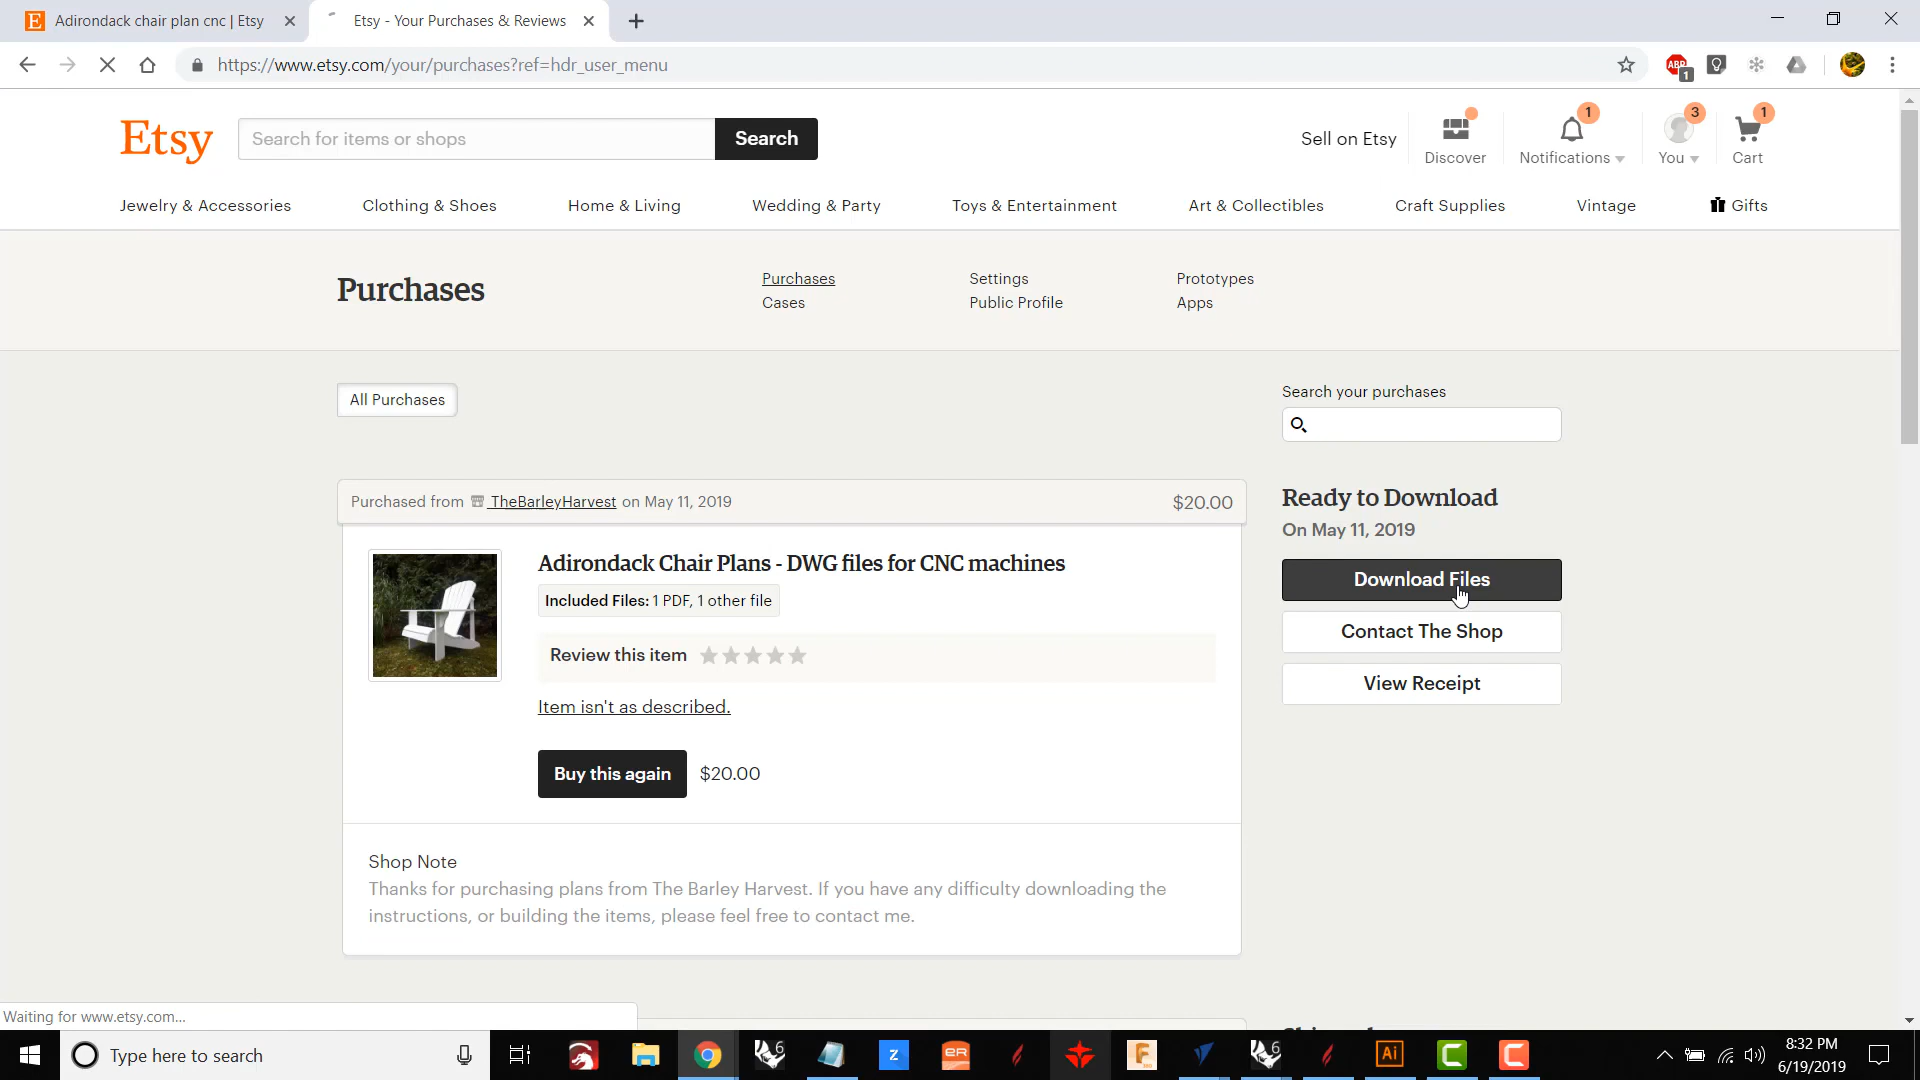 Adirondack chair plan cnc | Etsy
Etsy - Your Purchases & Reviews
https://www.etsy.com/your/purchases?ref=hdr_user_menu
ABP
1
Etsy
Search for items or shops
Search
Sell on Etsy
Discover
1
Notifications
3
You
1
Cart
Jewelry & Accessories
Clothing & Shoes
Home & Living
Wedding & Party
Toys & Entertainment
Art & Collectibles
Craft Supplies
Vintage
Gifts
Purchases
Purchases
Settings
Prototypes
Cases
Public Profile
Apps
All Purchases
Search your purchases
Purchased from TheBarleyHarvest on May 11, 2019
$20.00
Ready to Download
On May 11, 2019
Adirondack Chair Plans - DWG files for CNC machines
Download Files
Included Files: 1 PDF, 1 other file
Contact The Shop
Review this item
View Receipt
Item isn't as described.
Buy this again
$20.00
Shop Note
Thanks for purchasing plans from The Barley Harvest. If you have any difficulty downloading the
instructions, or building the items, please feel free to contact me.
Waiting for www.etsy.com...
Type here to search
8:32 PM
6/19/2019